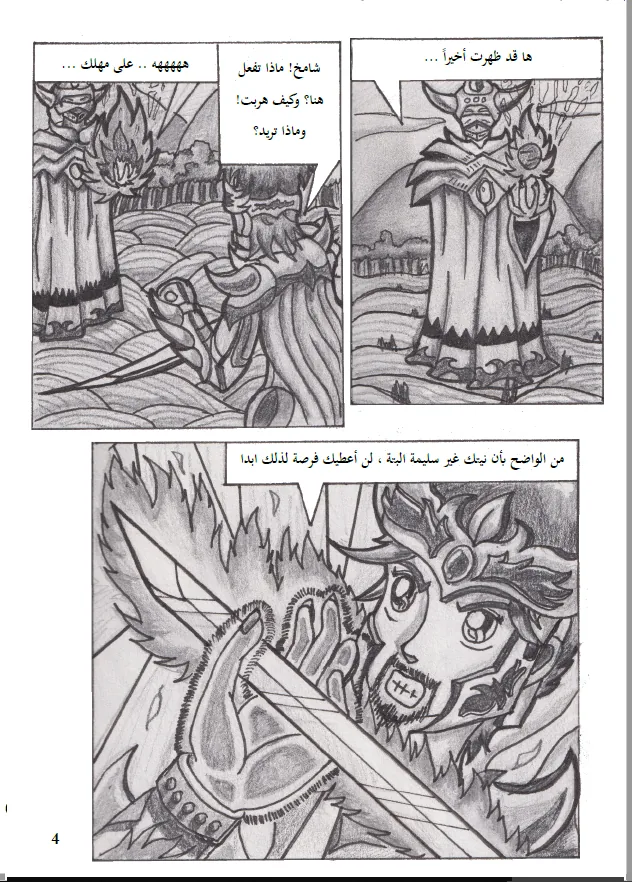 ها قد ظهرت أخيراً ...
شامخ! ماذا تفعل
هنا؟ وكيف هربت!
وماذا تريد؟
ههههه .. على مهلك ...
من الواضح بأن نيتك غير سليمة البتة ، لن أعطيك فرصة لذلك ابدا
4